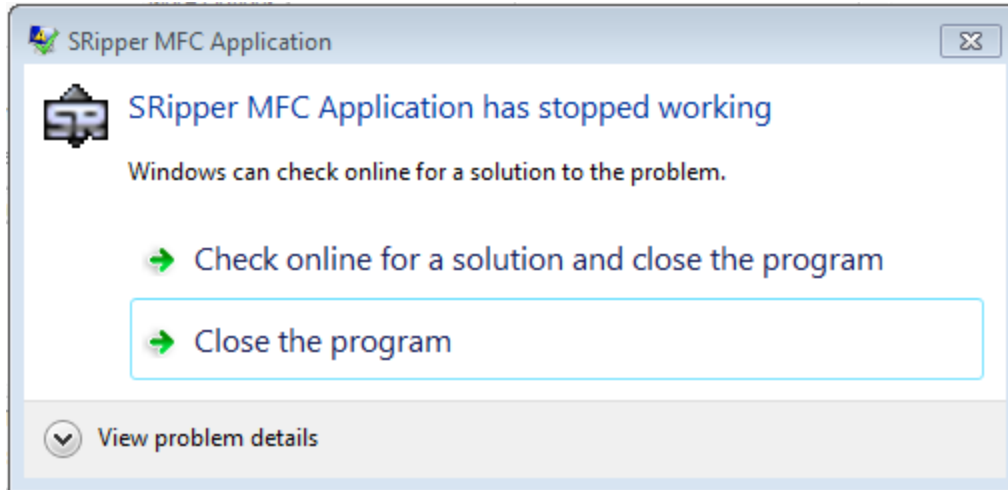 SRipper MFC Application
SR
SRipper MFC Application has stopped working
Windows can check online for a solution to the problem.
Check online for a solution and close the program
Close the program
View problem details